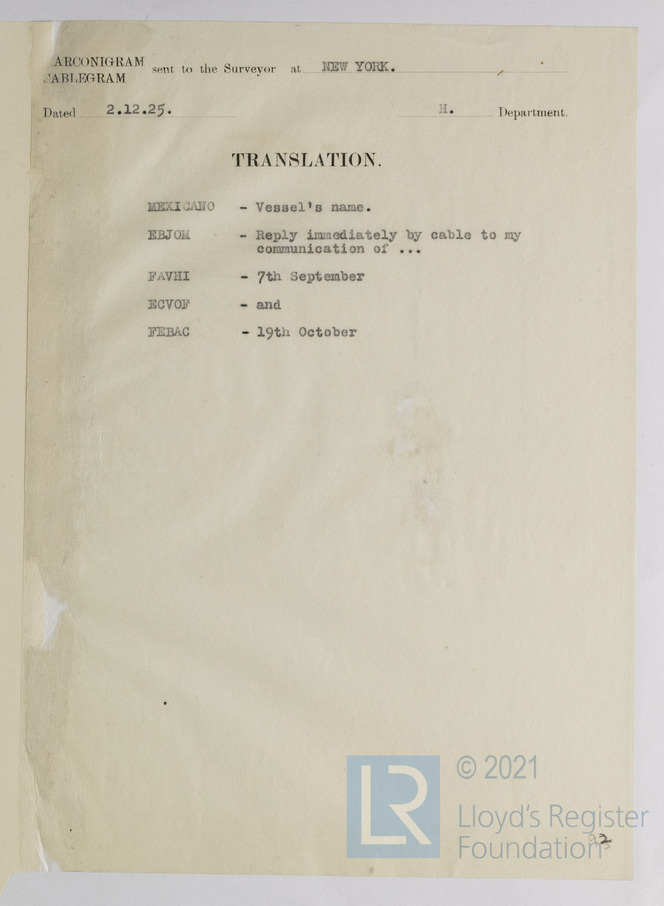 MARCONIGRAM
CABLEGRAM sent to the Surveyor at NEW YORK.
Dated 2.12.25. H. Department.
TRANSLATION.
MEXICANO - Vessel's name.
EBJOM - Reply immediately by cable to my
communication of ...
FAVHI - 7th September
ECVOF - and
FEBAC - 19th October
LR © 2021
Lloyd's Register
Foundation